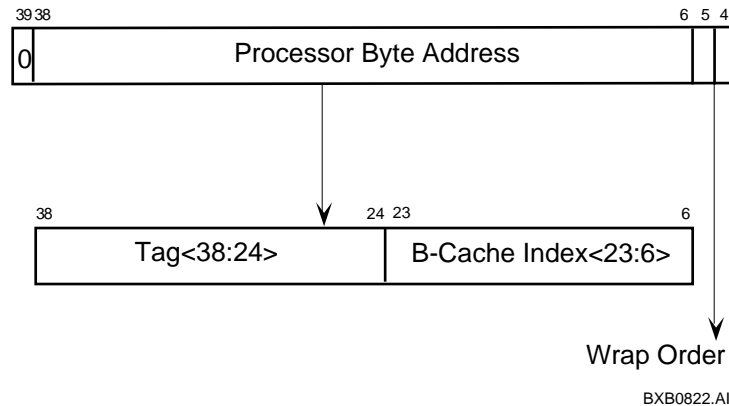 39 38 6 5 4
0 Processor Byte Address
38 24 23 6
Tag<38:24> B-Cache Index<23:6>
Wrap Order
BXB0822.AI